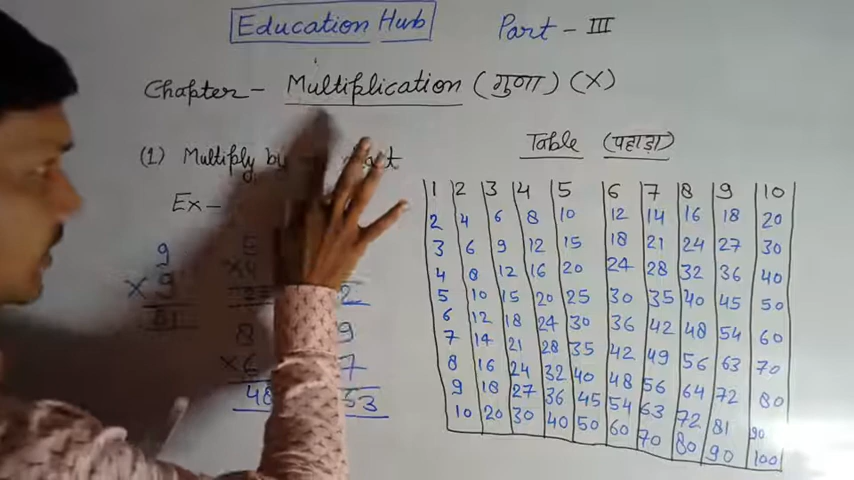 Education Hub
Part - III
Chapter - Multiplication (गुणा) (×)
(1) Multiply by
Table (पहाड़ा)
Ex -
1 2 3 4 5 6 7 8 9 10
2 4 6 8 10 12 14 16 18 20
3 6 9 12 15 18 21 24 27 30
4 8 12 16 20 24 28 32 36 40
5 10 15 20 25 30 35 40 45 50
6 12 18 24 30 36 42 48 54 60
7 14 21 28 35 42 49 56 63 70
8 16 24 32 40 48 56 64 72 80
9 18 27 36 45 54 63 72 81 90
10 20 30 40 50 60 70 80 90 100
9
× 9
81
8
× 6
48
9
7